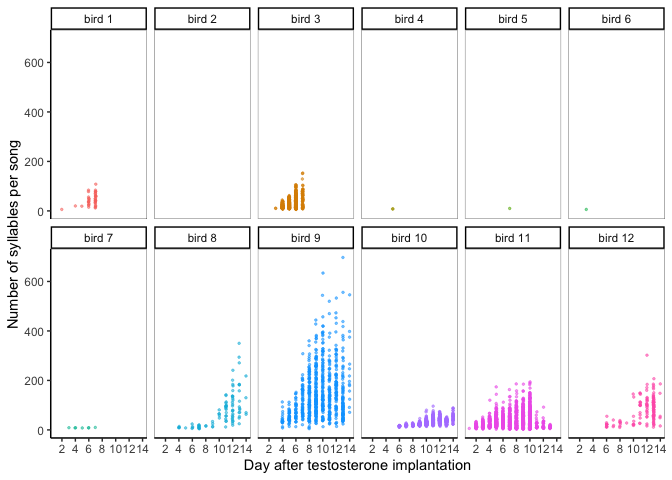 bird 1 bird 2 bird 3 bird 4 bird 5 bird 6
600
400
200
0
bird 7 bird 8 bird 9 bird 10 bird 11 bird 12
600
400
200
0
2 4 6 8 10 12 14 2 4 6 8 10 12 14 2 4 6 8 10 12 14 2 4 6 8 10 12 14 2 4 6 8 10 12 14 2 4 6 8 10 12 14
Day after testosterone implantation
Number of syllables per song